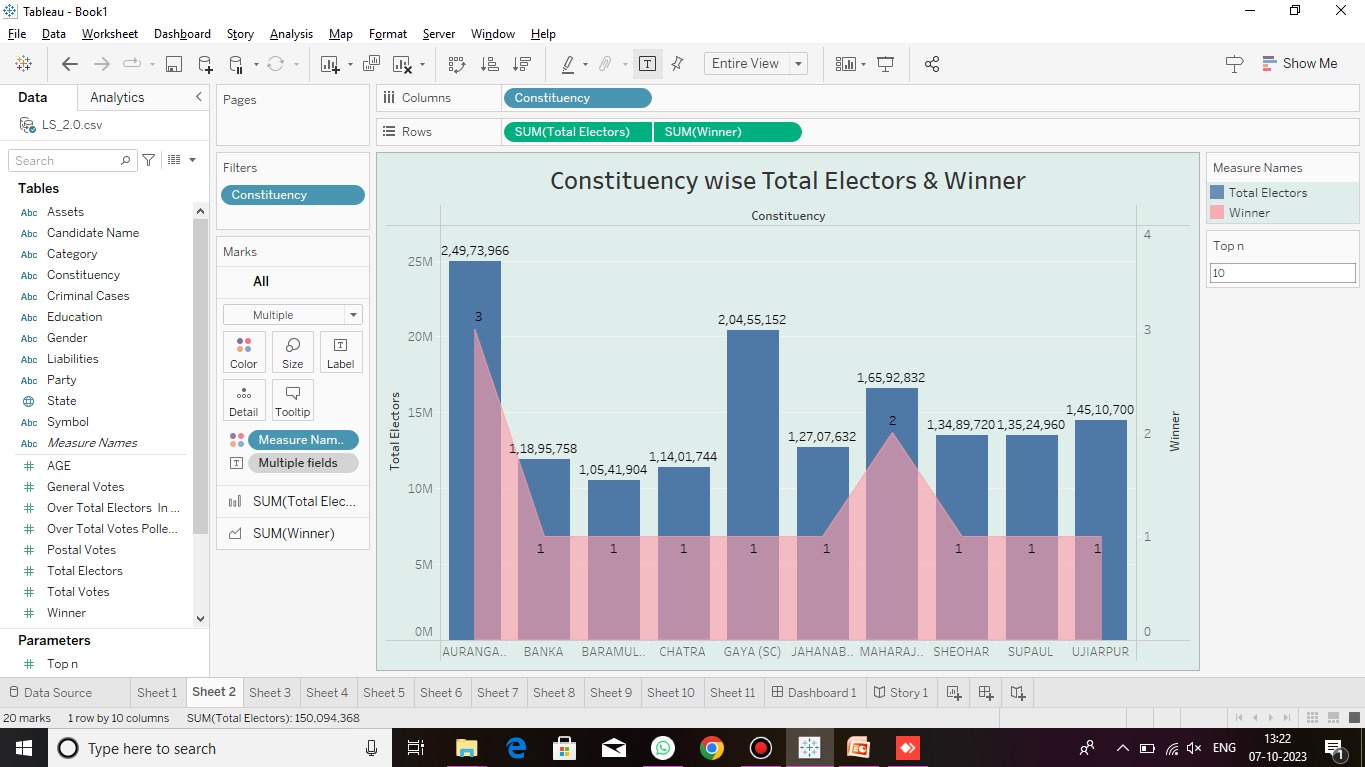 Tableau - Book1
File Data Worksheet Dashboard Story Analysis Map Format Server Window Help
Entire View
Show Me
Data Analytics
LS_2.0.csv
Search
Tables
Abc Assets
Abc Candidate Name
Abc Category
Abc Constituency
Abc Criminal Cases
Abc Education
Abc Gender
Abc Liabilities
Abc Party
State
Abc Symbol
Abc Measure Names
# AGE
# General Votes
# Over Total Electors In ...
# Over Total Votes Polle...
# Postal Votes
# Total Electors
# Total Votes
# Winner
Parameters
# Top n
Pages
Filters
Constituency
Marks
All
Multiple
Color Size Label
Detail Tooltip
Measure Nam..
Multiple fields
SUM(Total Elec...
SUM(Winner)
Columns Constituency
Rows SUM(Total Electors) SUM(Winner)
Constituency wise Total Electors & Winner
Constituency
Total Electors
25M
20M
15M
10M
5M
0M
2,49,73,966
1,18,95,758
1,05,41,904
1,14,01,744
2,04,55,152
1,27,07,632
1,65,92,832
1,34,89,720
1,35,24,960
1,45,10,700
3
1
1
1
1
1
2
1
1
1
4
3
2
1
0
Winner
AURANGA.. BANKA BARAMUL.. CHATRA GAYA (SC) JAHANAB.. MAHARAJ.. SHEOHAR SUPAUL UJIARPUR
Measure Names
Total Electors
Winner
Top n
10
Data Source Sheet 1 Sheet 2 Sheet 3 Sheet 4 Sheet 5 Sheet 6 Sheet 7 Sheet 8 Sheet 9 Sheet 10 Sheet 11 Dashboard 1 Story 1
20 marks 1 row by 10 columns SUM(Total Electors): 150,094,368
Type here to search
ENG
13:22
07-10-2023
1